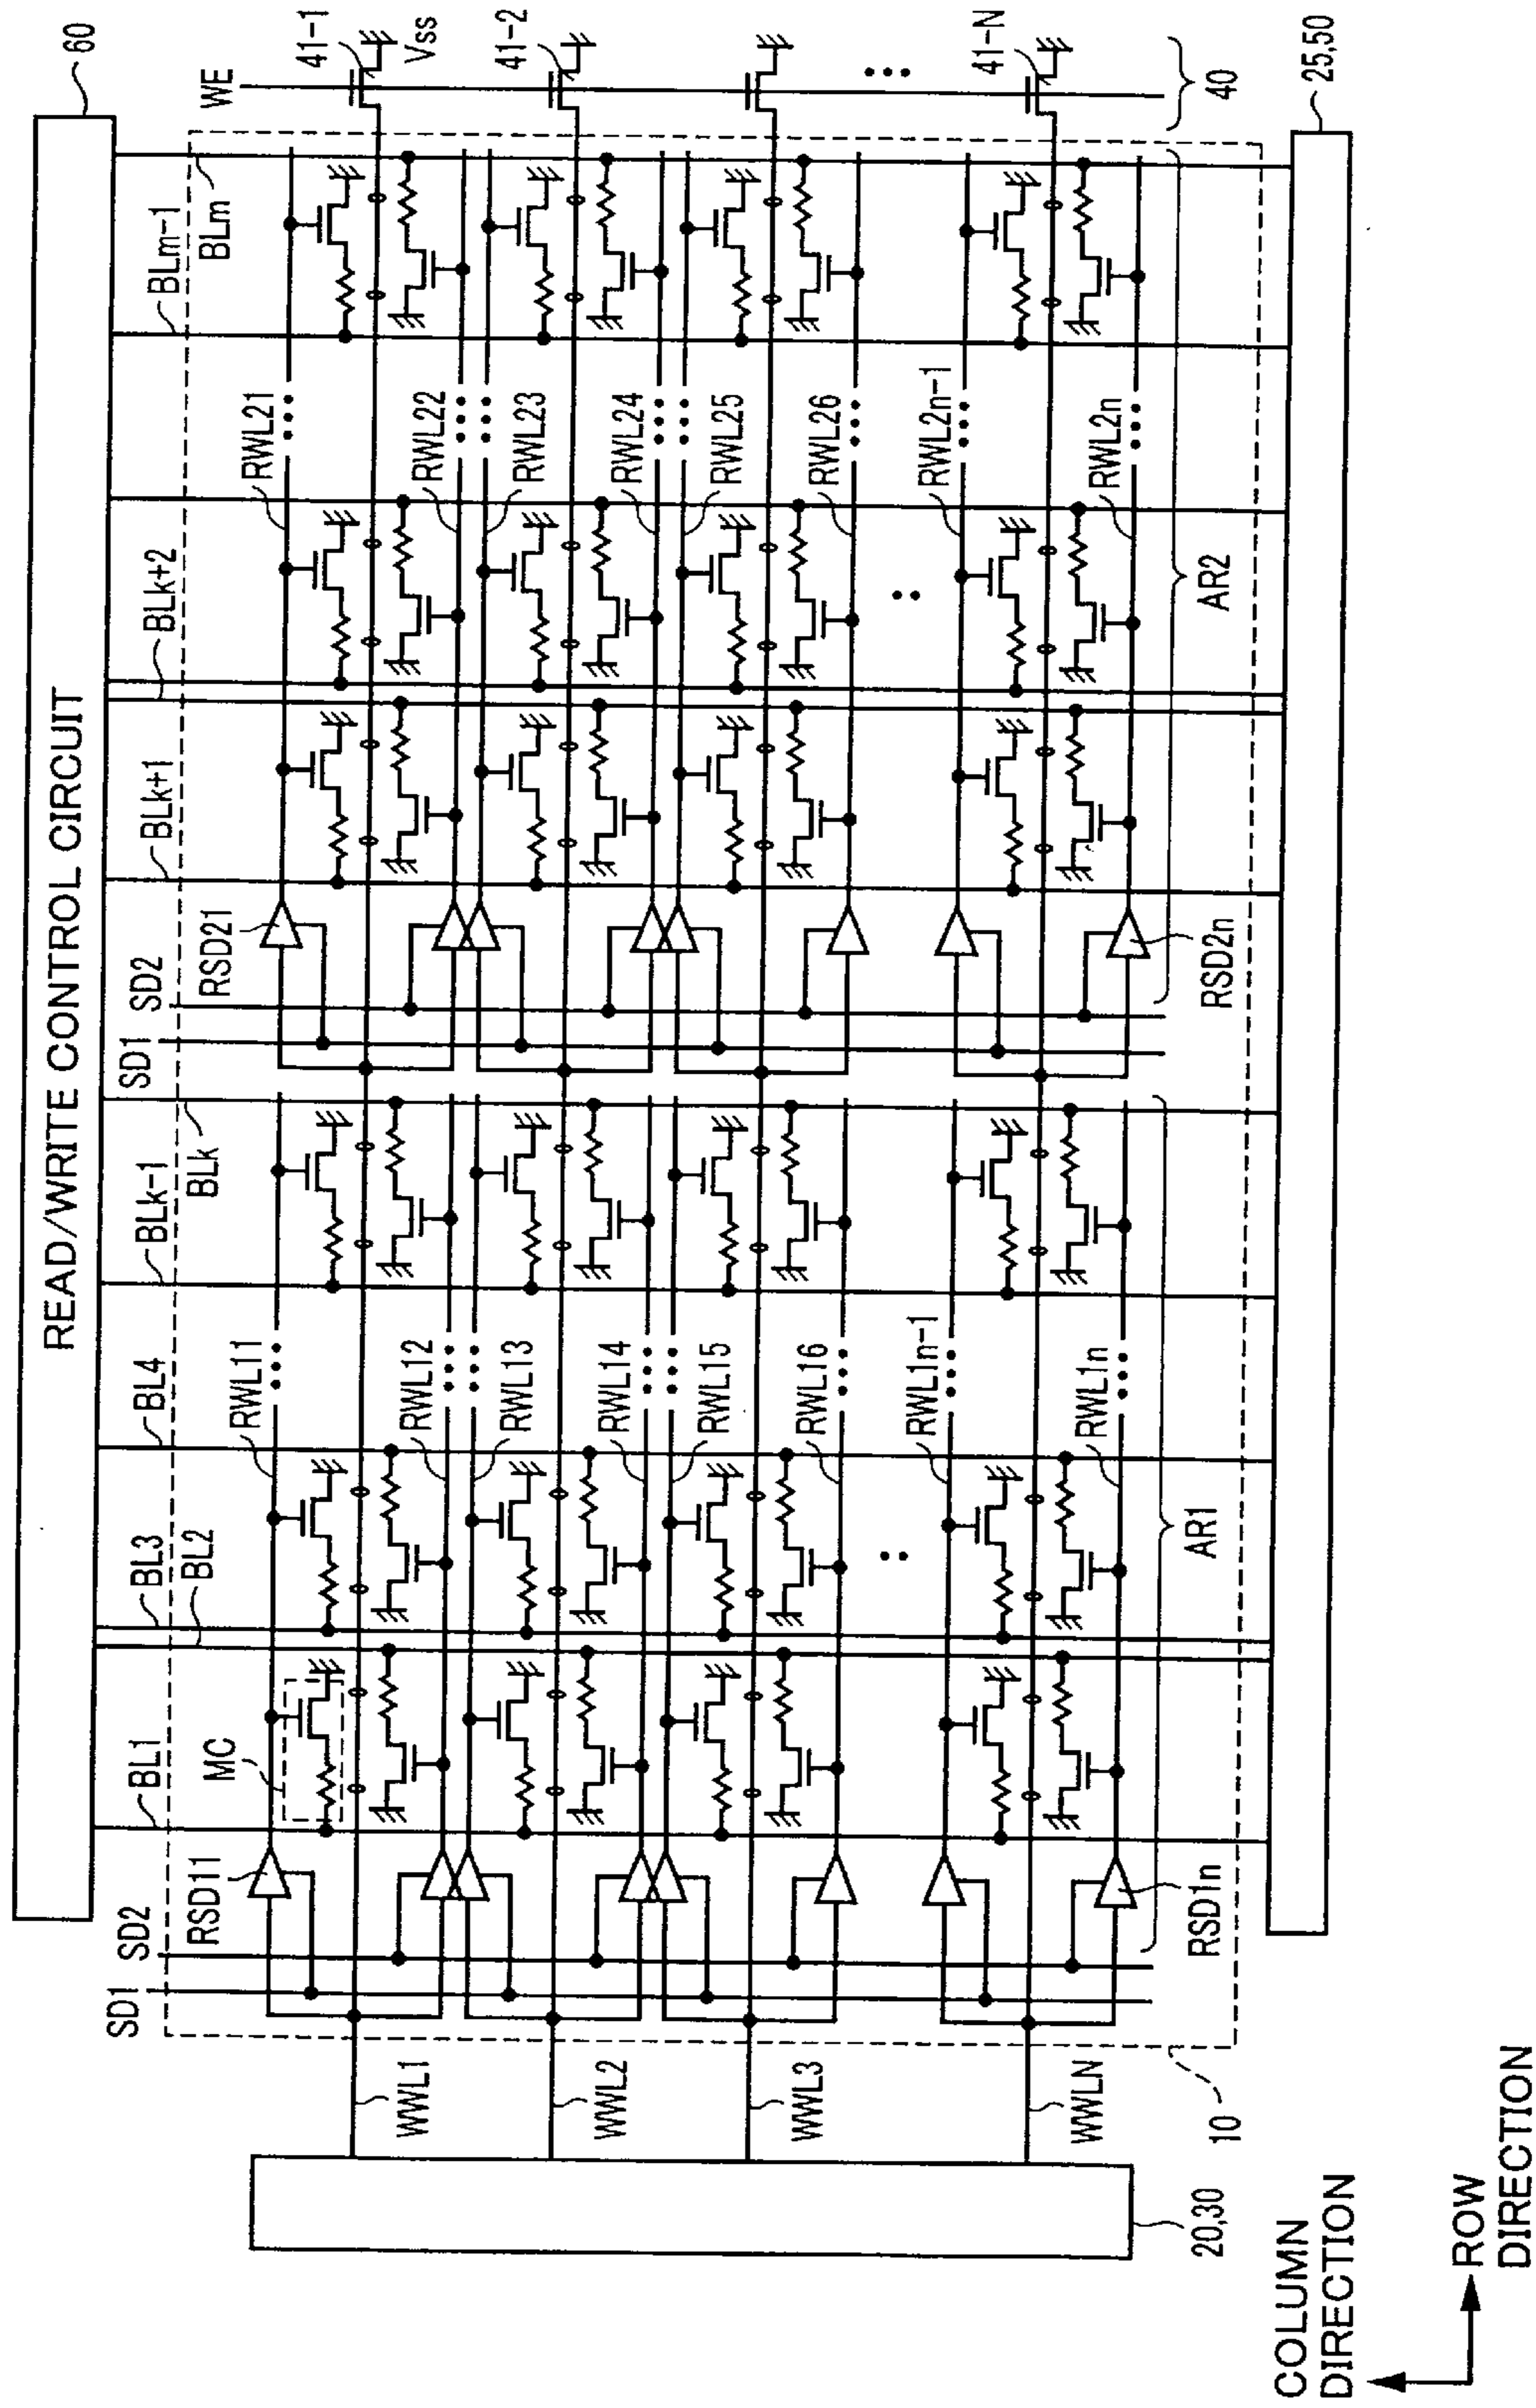 READ/WRITE CONTROL CIRCUIT
60
SD1
SD2
RSD11
BL1
MC
BL2
BL3
BL4
BLk-1
BLk
SD1
SD2
RSD21
BLk+1
BLk+2
BLm-1
BLm
WE
41-1
Vss
41-2
41-N
40
RWL11
RWL12
RWL13
RWL14
RWL15
RWL16
RWL1n-1
RWL1n
RWL21
RWL22
RWL23
RWL24
RWL25
RWL26
RWL2n-1
RWL2n
WWL1
WWL2
WWL3
WWLN
RSD1n
RSD2n
AR1
AR2
10
20,30
25,50
COLUMN
DIRECTION
ROW
DIRECTION